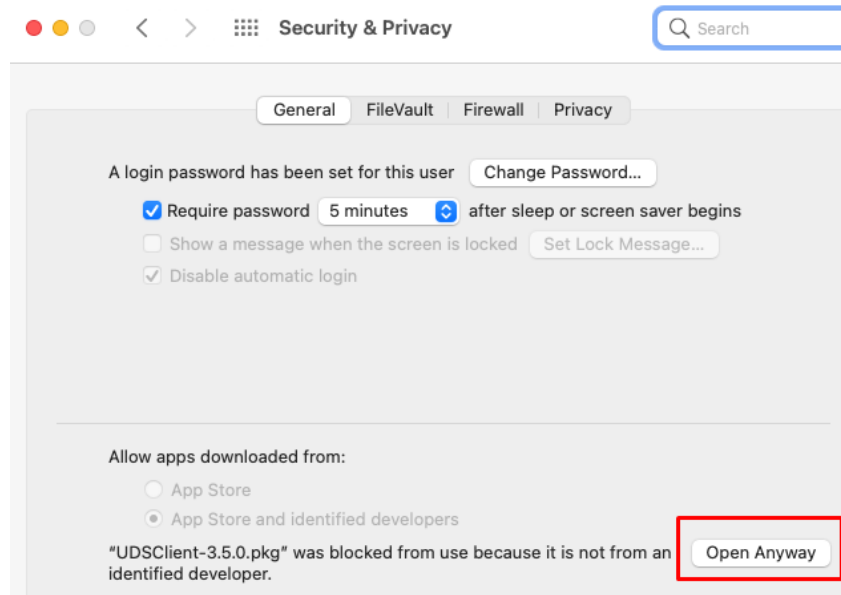 Security & Privacy
Search
General FileVault Firewall Privacy
A login password has been set for this user Change Password...
Require password 5 minutes after sleep or screen saver begins
Show a message when the screen is locked Set Lock Message...
Disable automatic login
Allow apps downloaded from:
App Store
App Store and identified developers
“UDSClient-3.5.0.pkg” was blocked from use because it is not from an Open Anyway
identified developer.